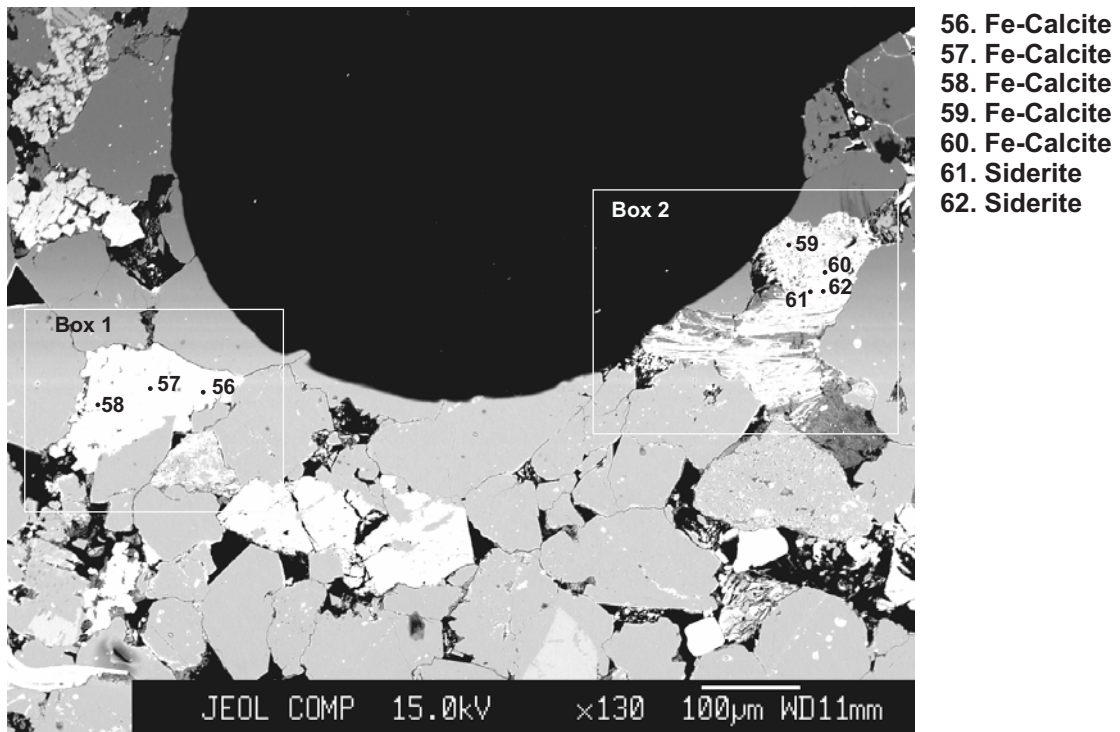 56. Fe-Calcite
57. Fe-Calcite
58. Fe-Calcite
59. Fe-Calcite
60. Fe-Calcite
61. Siderite
62. Siderite
Box 2
59
60
61
62
Box 1
57
56
58
JEOL COMP 15.0kV ×130 100µm WD11mm